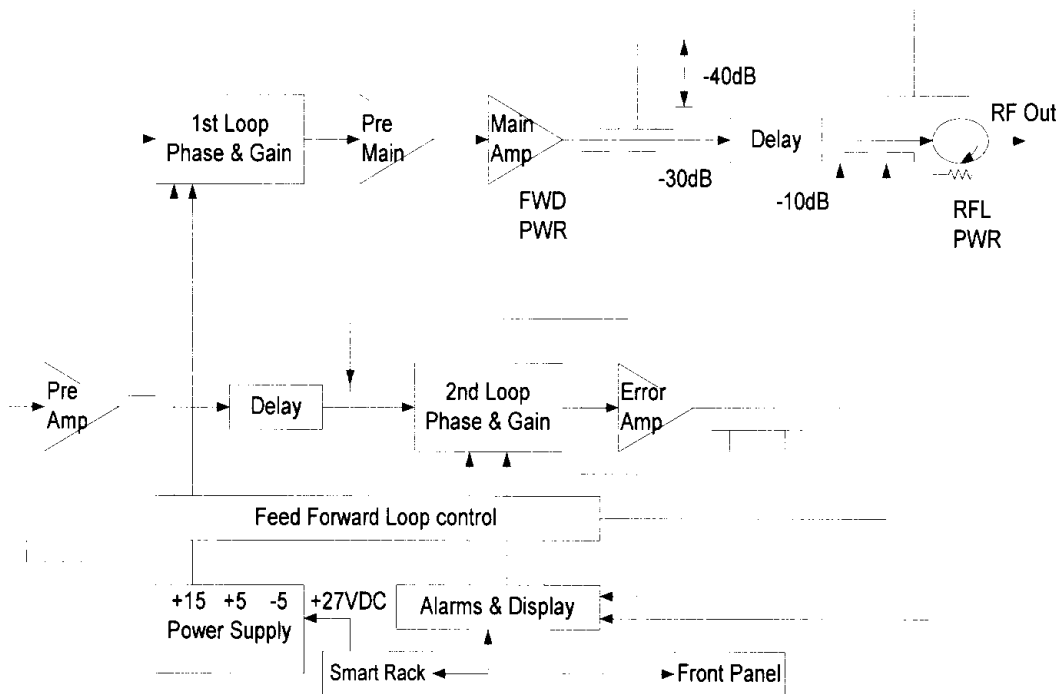 -40dB
1st Loop
Phase & Gain
Pre
Main
Main
Amp
Delay
RF Out
-30dB
-10dB
FWD
PWR
RFL
PWR
Pre
Amp
Delay
2nd Loop
Phase & Gain
Error
Amp
Feed Forward Loop control
+15 +5 -5 +27VDC
Power Supply
Alarms & Display
Smart Rack
Front Panel